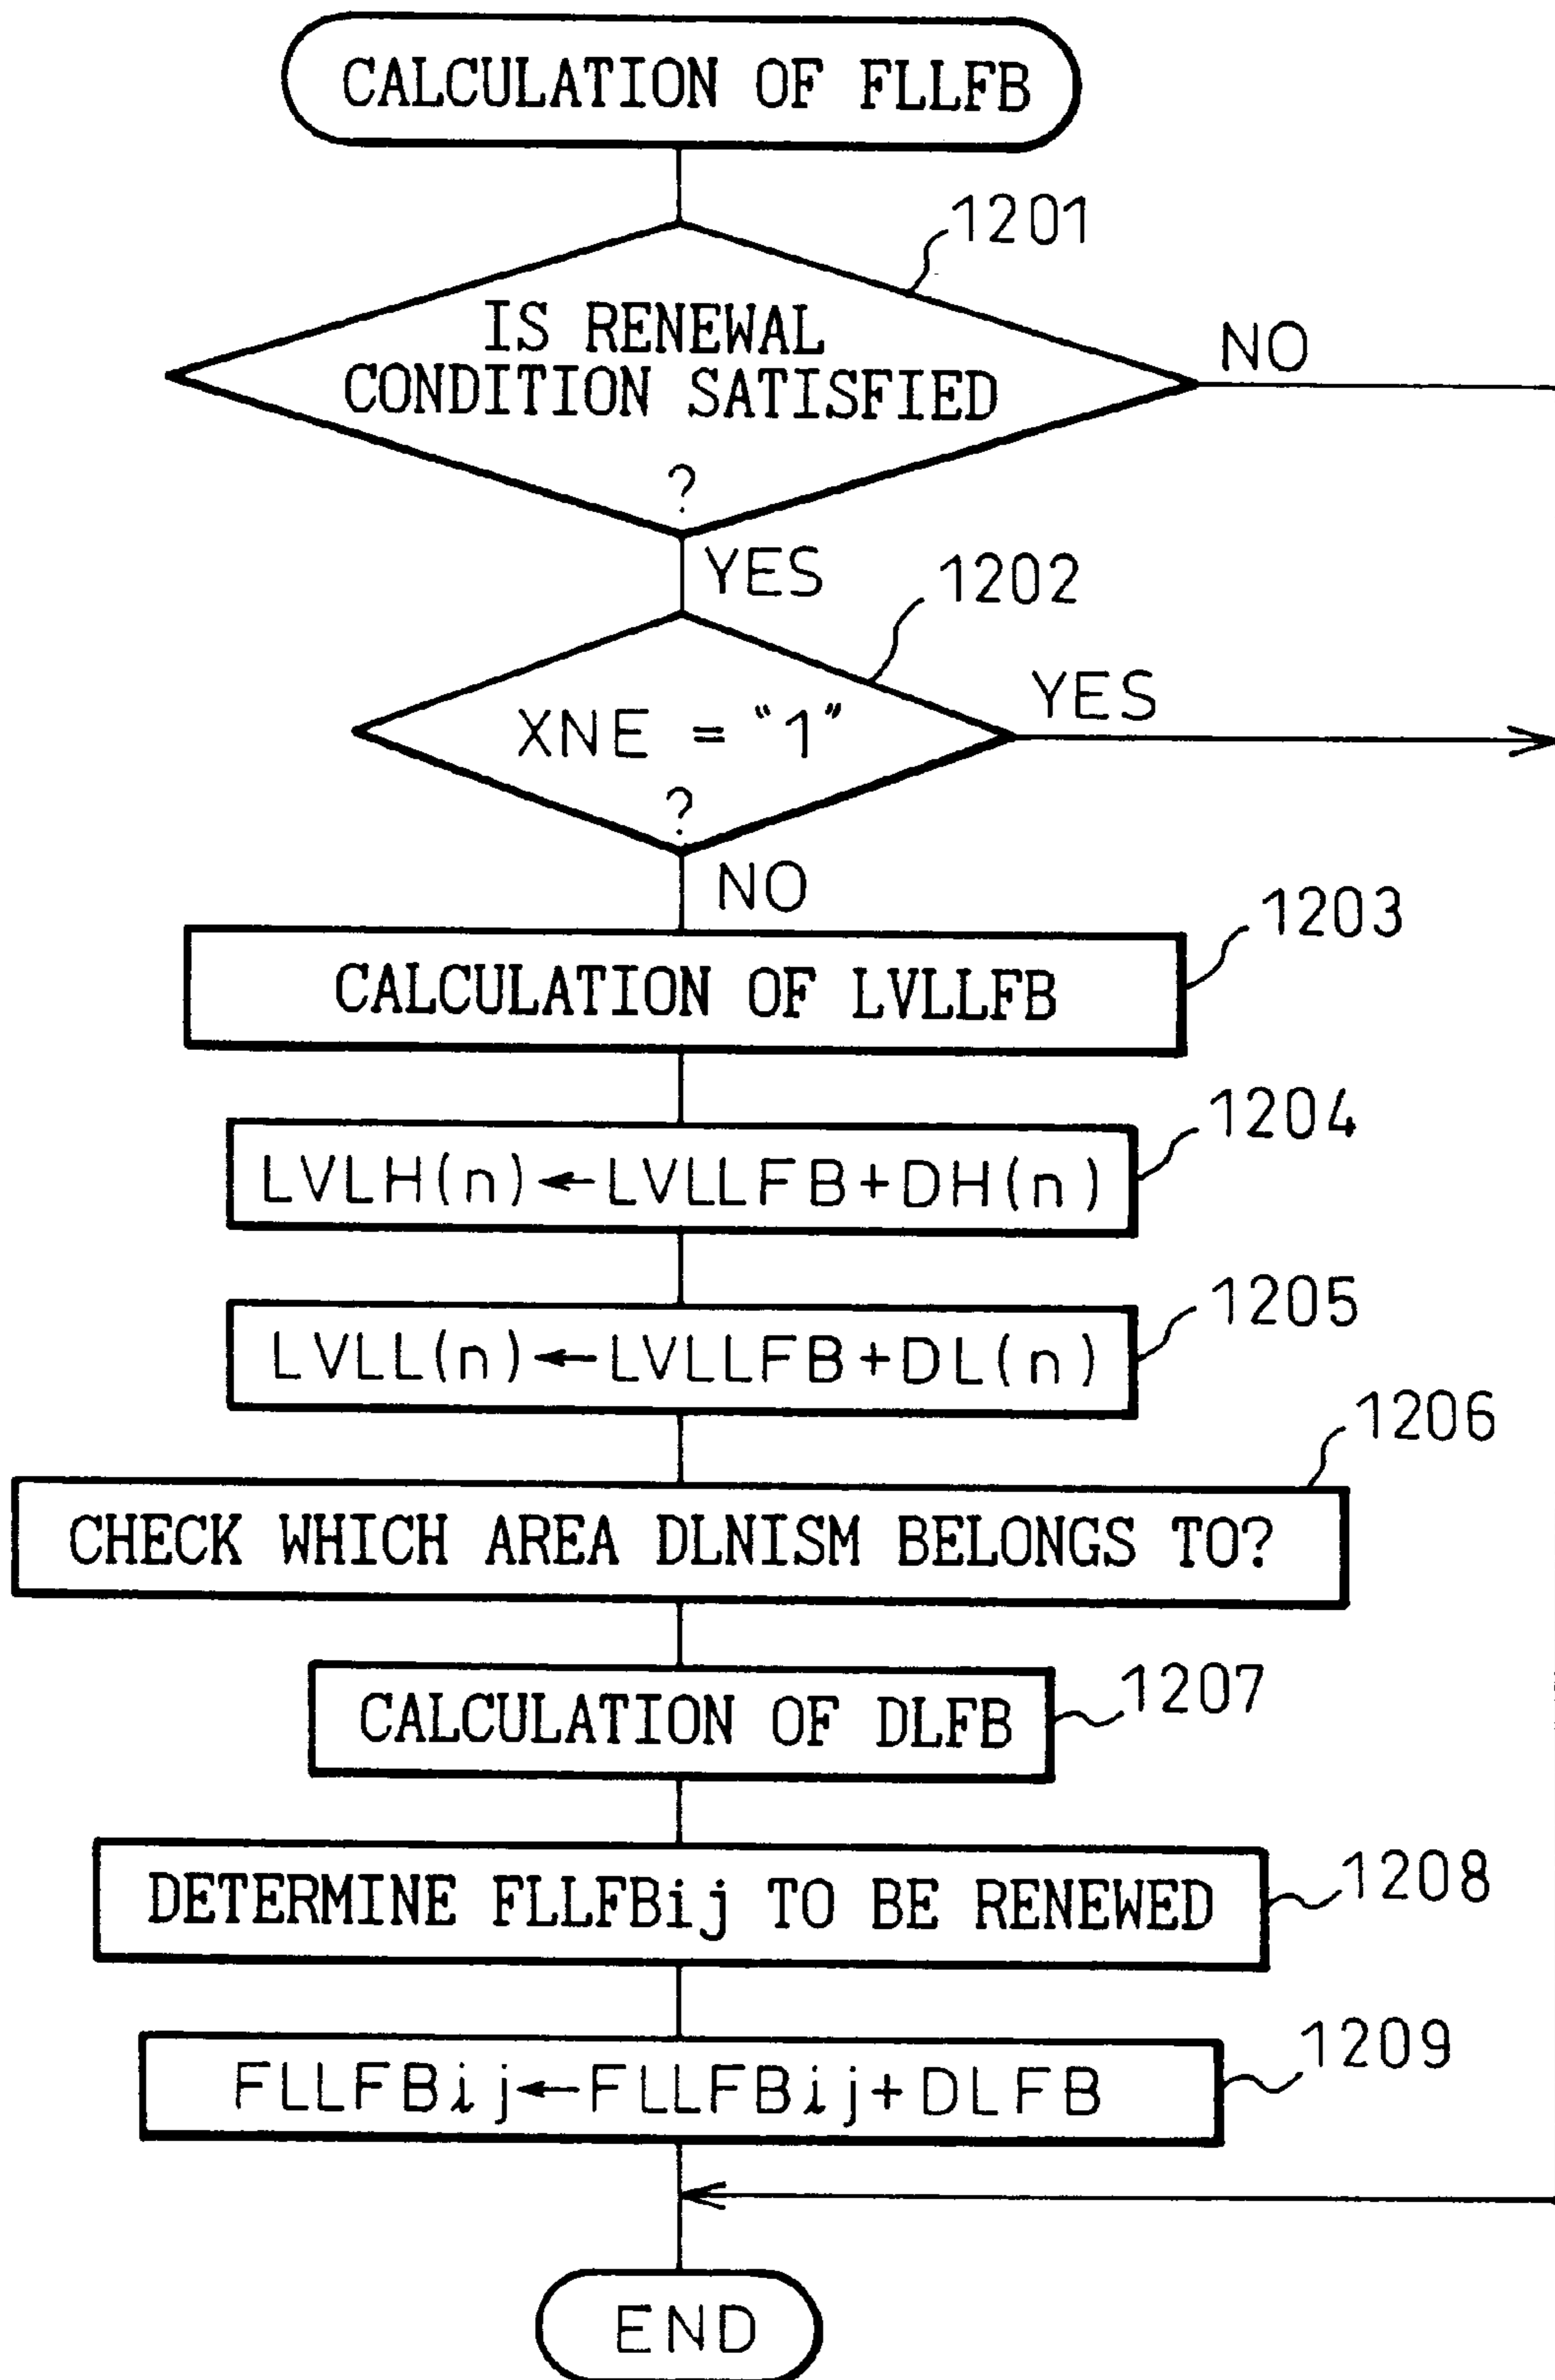 CALCULATION OF FLLFB
1201
IS RENEWAL
CONDITION SATISFIED
?
NO
YES
1202
XNE = “1”
?
YES
NO
1203
CALCULATION OF LVLLFB
1204
LVLH(n)←LVLLFB+DH(n)
1205
LVLL(n)←LVLLFB+DL(n)
1206
CHECK WHICH AREA DLNISM BELONGS TO?
1207
CALCULATION OF DLFB
1208
DETERMINE FLLFBij TO BE RENEWED
1209
FLLFBij←FLLFBij+DLFB
END